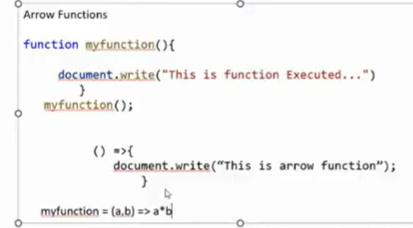 Arrow Functions
function myfunction(){
document.write("This is function Executed...")
}
myfunction();
() =>{
document.write(“This is arrow function”);
}
myfunction = (a,b) => a*b